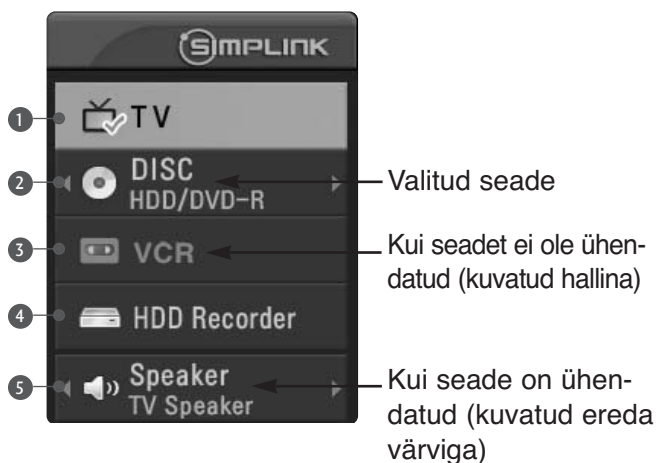 SIMPLINK
1 TV
2 DISC
HDD/DVD-R
Valitud seade
3 VCR
Kui seadet ei ole ühen-
datud (kuvatud hallina)
4 HDD Recorder
5 Speaker
TV Speaker
Kui seade on ühen-
datud (kuvatud ereda
värviga)